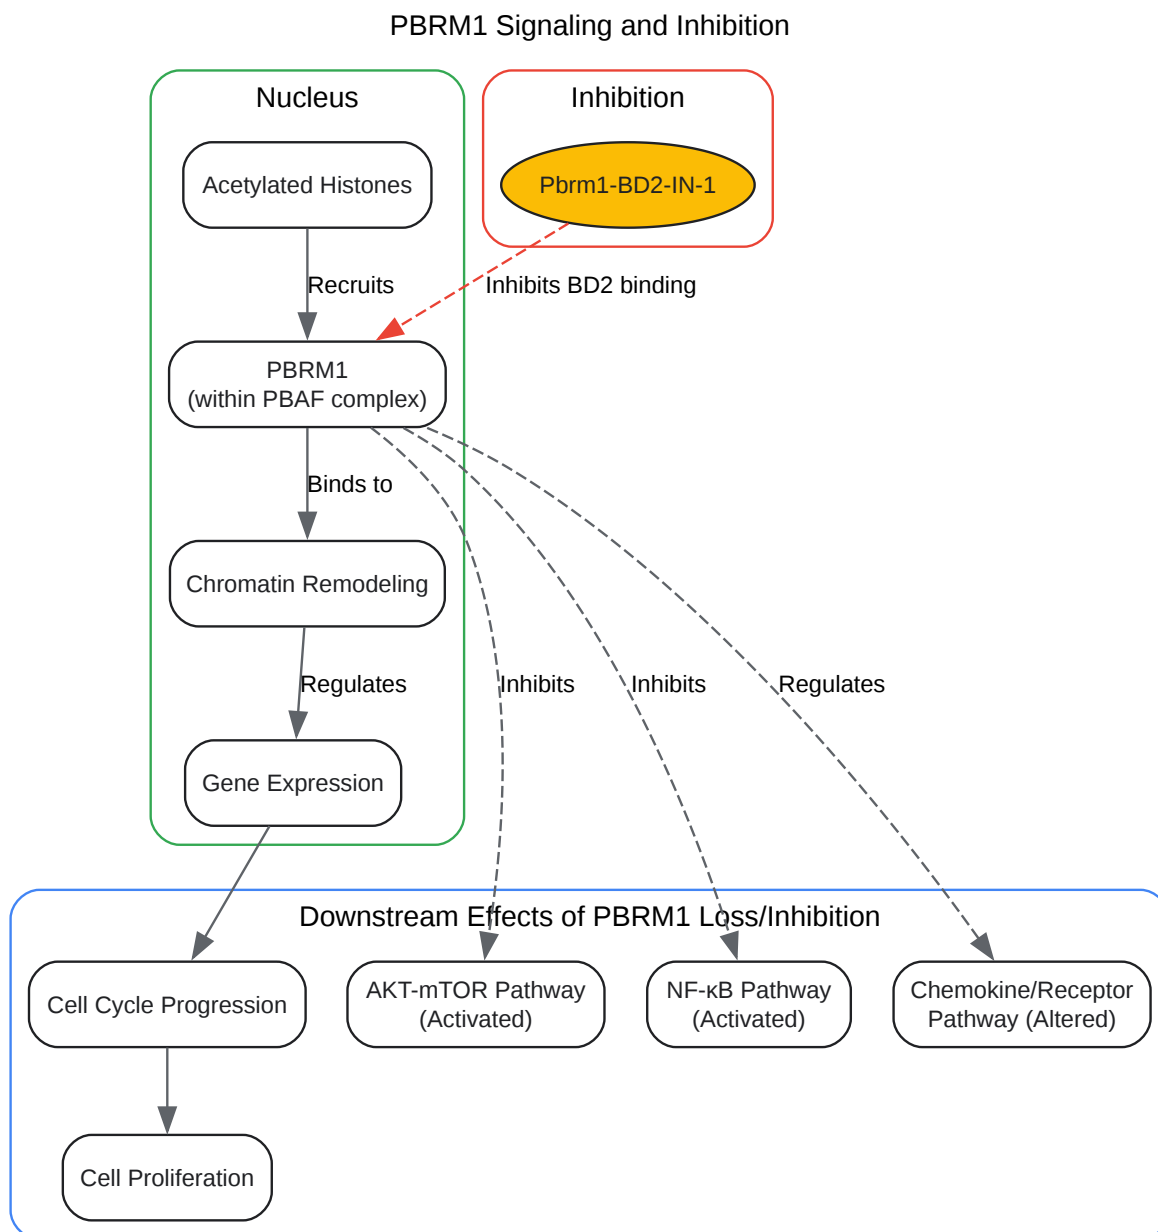 PBRM1 Signaling and Inhibition
Nucleus
Inhibition
Acetylated Histones
Pbrm1-BD2-IN-1
Recruits
Inhibits BD2 binding
PBRM1
(within PBAF complex)
Binds to
Chromatin Remodeling
Regulates
Inhibits
Inhibits
Regulates
Gene Expression
Downstream Effects of PBRM1 Loss/Inhibition
Cell Cycle Progression
AKT-mTOR Pathway
(Activated)
NF-κB Pathway
(Activated)
Chemokine/Receptor
Pathway (Altered)
Cell Proliferation